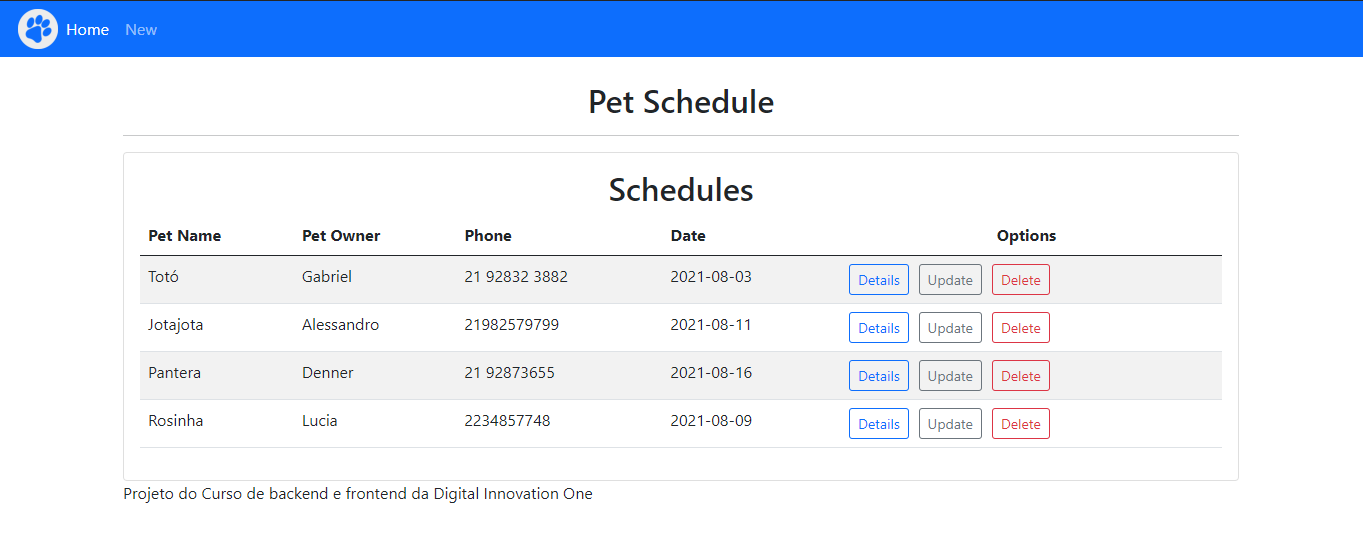 Home New
Pet Schedule
Schedules
Pet Name Pet Owner Phone Date Options
Totó Gabriel 21 92832 3882 2021-08-03 Details Update Delete
Jotajota Alessandro 21982579799 2021-08-11 Details Update Delete
Pantera Denner 21 92873655 2021-08-16 Details Update Delete
Rosinha Lucia 2234857748 2021-08-09 Details Update Delete
Projeto do Curso de backend e frontend da Digital Innovation One